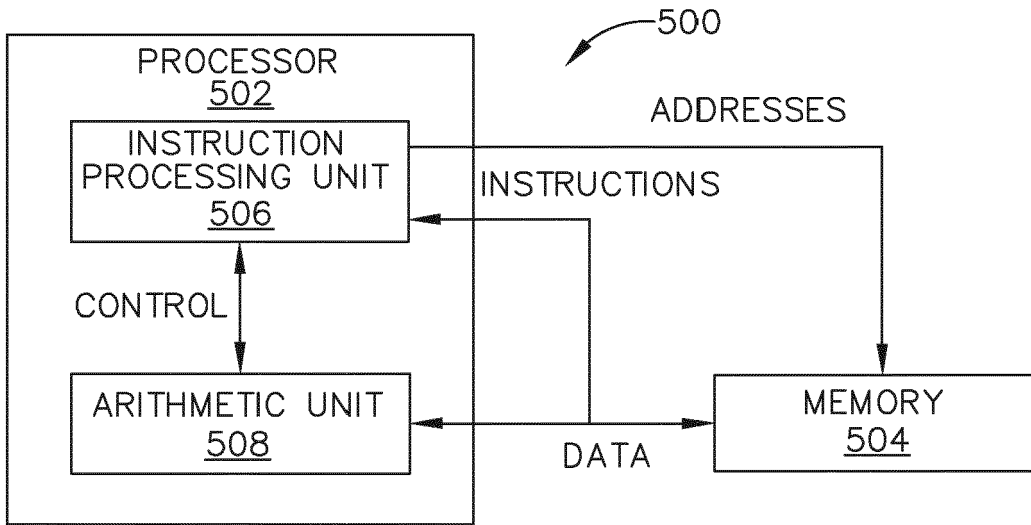 500
PROCESSOR
502
ADDRESSES
INSTRUCTION
PROCESSING UNIT
506
INSTRUCTIONS
CONTROL
ARITHMETIC UNIT
508
DATA
MEMORY
504